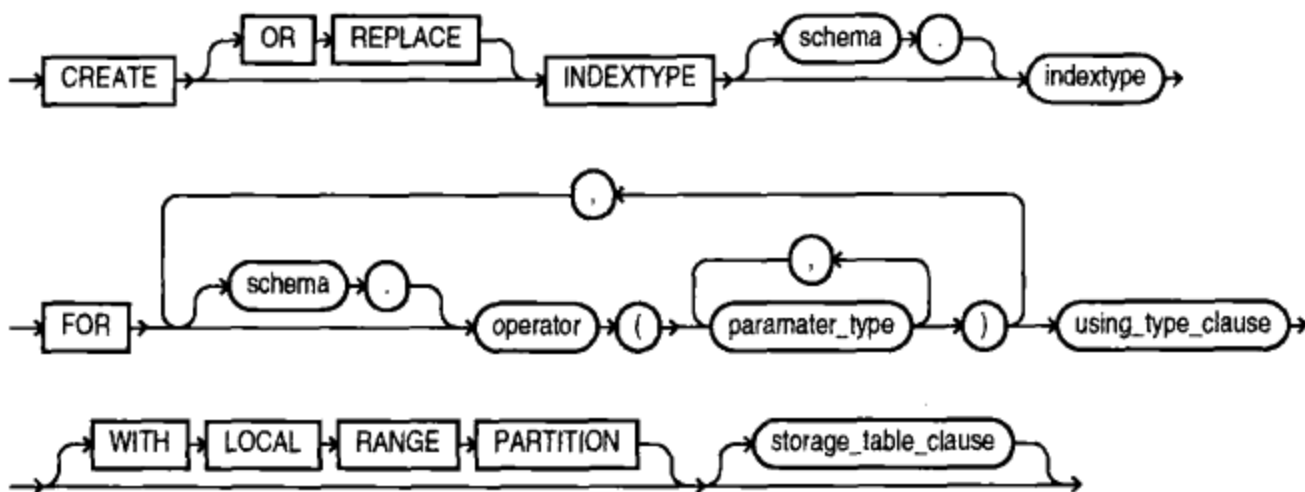 OR REPLACE schema .
CREATE INDEXTYPE indextype
,
schema . ,
FOR operator ( paramater_type ) using_type_clause
WITH LOCAL RANGE PARTITION storage_table_clause